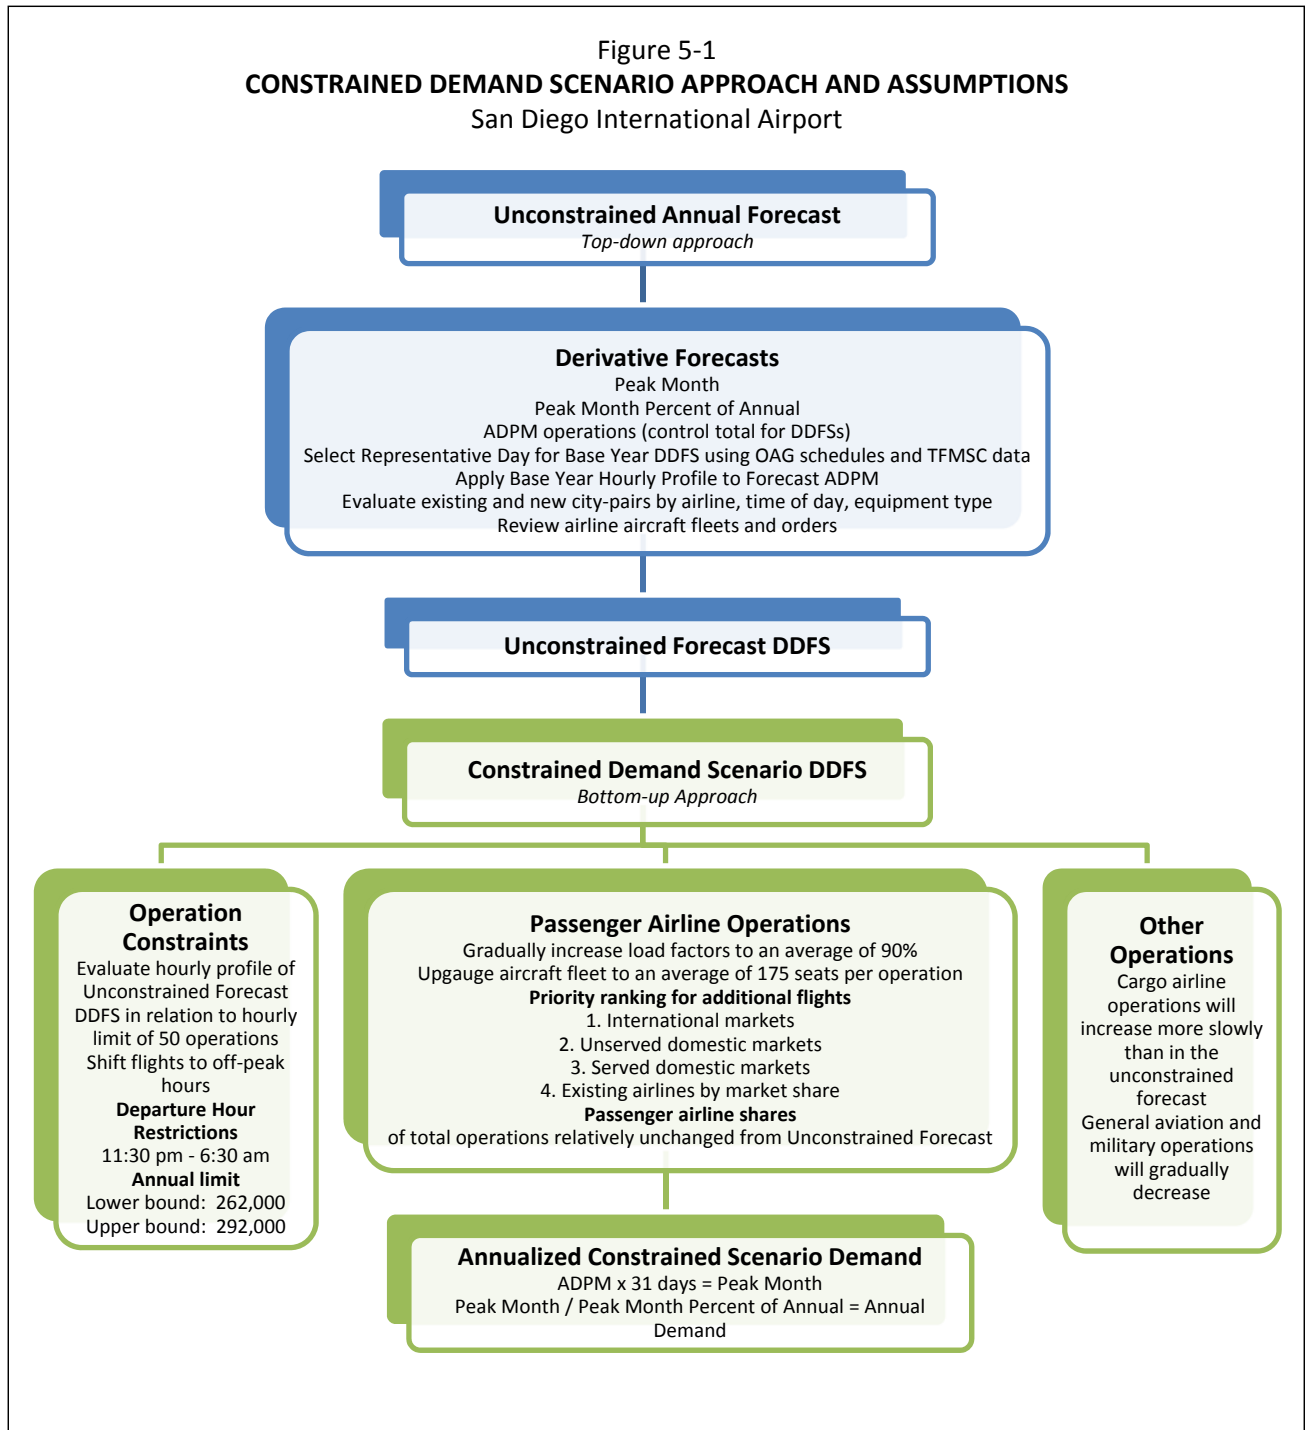 Figure 5-1
CONSTRAINED DEMAND SCENARIO APPROACH AND ASSUMPTIONS
San Diego International Airport
Unconstrained Annual Forecast
Top-down approach
Derivative Forecasts
Peak Month
Peak Month Percent of Annual
ADPM operations (control total for DDFSs)
Select Representative Day for Base Year DDFS using OAG schedules and TFMSC data
Apply Base Year Hourly Profile to Forecast ADPM
Evaluate existing and new city-pairs by airline, time of day, equipment type
Review airline aircraft fleets and orders
Unconstrained Forecast DDFS
Constrained Demand Scenario DDFS
Bottom-up Approach
Operation
Constraints
Evaluate hourly profile of
Unconstrained Forecast
DDFS in relation to hourly
limit of 50 operations
Shift flights to off-peak
hours
Departure Hour
Restrictions
11:30 pm - 6:30 am
Annual limit
Lower bound:  262,000
Upper bound:  292,000
Passenger Airline Operations
Gradually increase load factors to an average of 90%
Upgauge aircraft fleet to an average of 175 seats per operation
Priority ranking for additional flights
1. International markets
2. Unserved domestic markets
3. Served domestic markets
4. Existing airlines by market share
Passenger airline shares
of total operations relatively unchanged from Unconstrained Forecast
Other
Operations
Cargo airline
operations will
increase more slowly
than in the
unconstrained
forecast
General aviation and
military operations
will gradually
decrease
Annualized Constrained Scenario Demand
ADPM x 31 days = Peak Month
Peak Month / Peak Month Percent of Annual = Annual
Demand